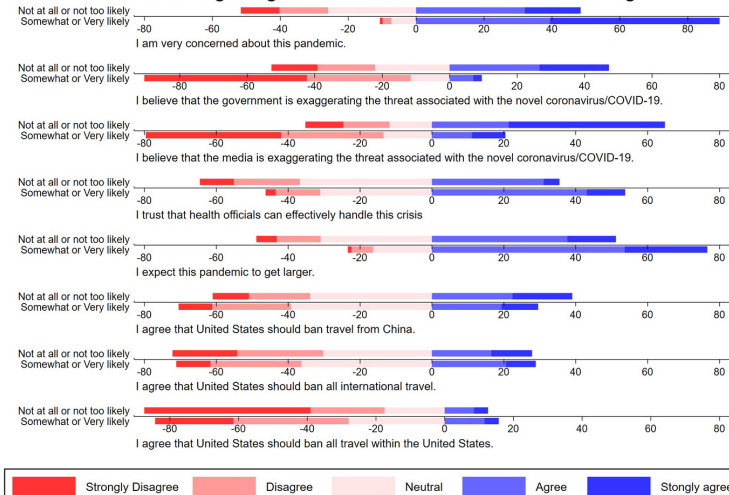 Not at all or not too likely
Somewhat or Very likely
-80 -60 -40 -20 0 20 40 60 80
I am very concerned about this pandemic.
Not at all or not too likely
Somewhat or Very likely
-80 -60 -40 -20 0 20 40 60 80
I believe that the government is exaggerating the threat associated with the novel coronavirus/COVID-19.
Not at all or not too likely
Somewhat or Very likely
-80 -60 -40 -20 0 20 40 60 80
I believe that the media is exaggerating the threat associated with the novel coronavirus/COVID-19.
Not at all or not too likely
Somewhat or Very likely
-80 -60 -40 -20 0 20 40 60 80
I trust that health officials can effectively handle this crisis
Not at all or not too likely
Somewhat or Very likely
-80 -60 -40 -20 0 20 40 60 80
I expect this pandemic to get larger.
Not at all or not too likely
Somewhat or Very likely
-80 -60 -40 -20 0 20 40 60 80
I agree that United States should ban travel from China.
Not at all or not too likely
Somewhat or Very likely
-80 -60 -40 -20 0 20 40 60 80
I agree that United States should ban all international travel.
Not at all or not too likely
Somewhat or Very likely
-80 -60 -40 -20 0 20 40 60 80
I agree that United States should ban all travel within the United States.
Strongly Disagree Disagree Neutral Agree Stongly agre